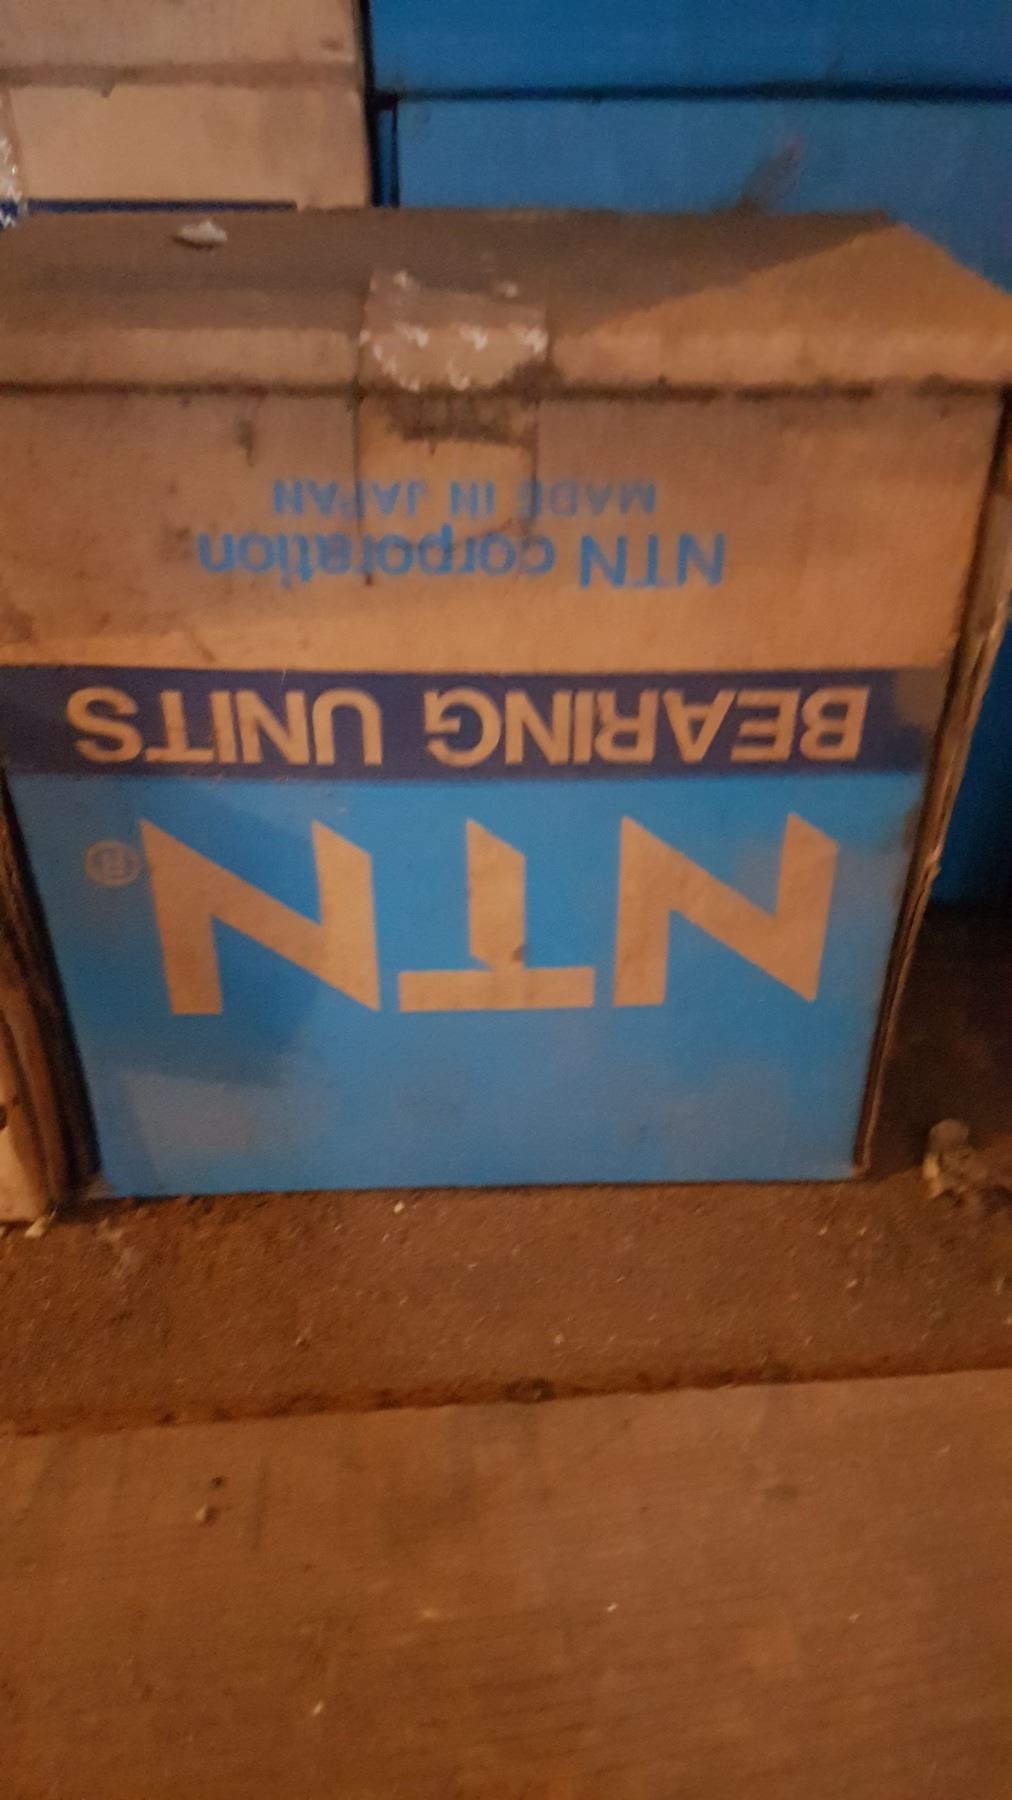 NTN®
BEARING UNITS
NTN corporation
MADE IN JAPAN